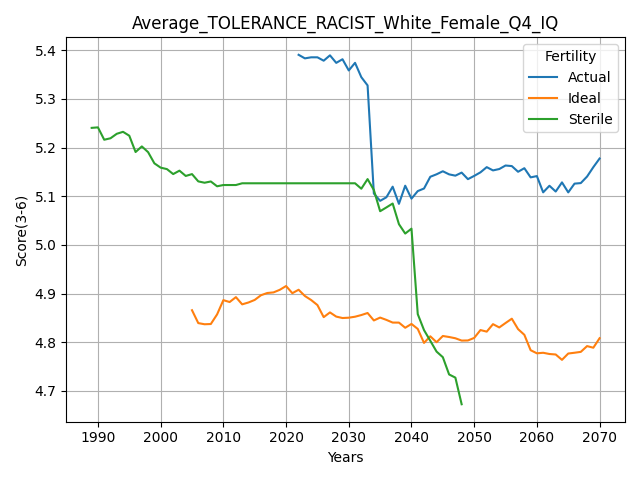 Average_TOLERANCE_RACIST_White_Female_Q4_IQ
Fertility
Actual
Ideal
Sterile
Score(3-6)
5.4
5.3
5.2
5.1
5.0
4.9
4.8
4.7
1990 2000 2010 2020 2030 2040 2050 2060 2070
Years